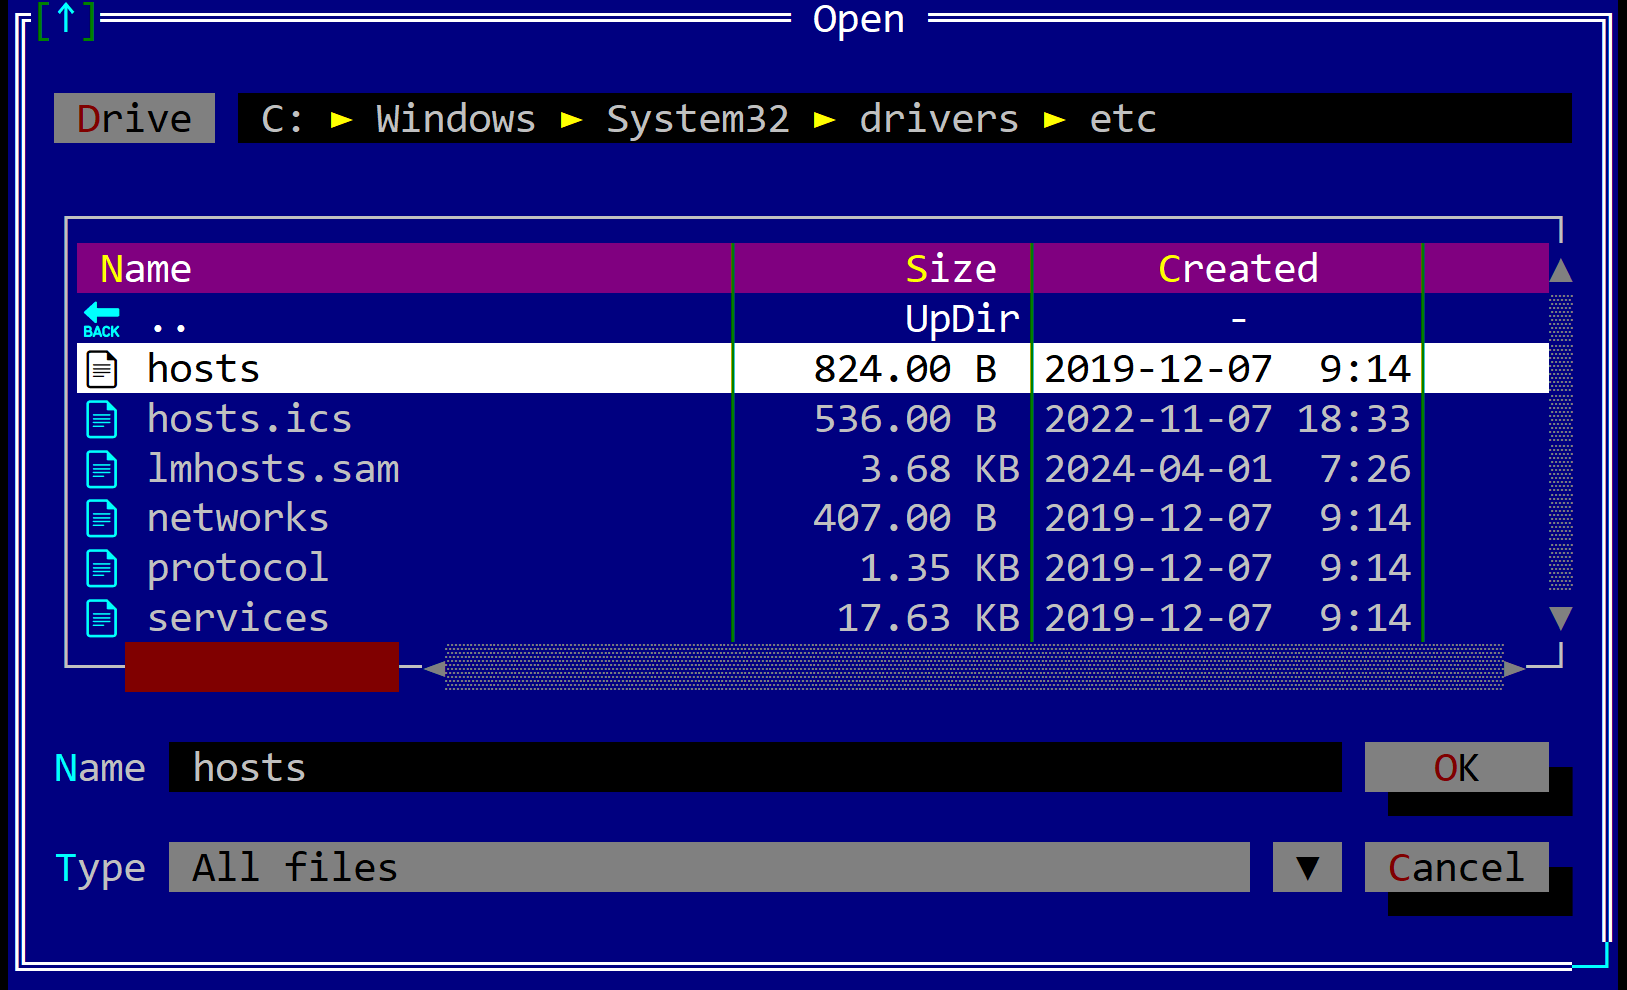 [↑] Open
Drive C: ► Windows ► System32 ► drivers ► etc
Name Size Created
BACK .. UpDir -
hosts 824.00 B 2019-12-07 9:14
hosts.ics 536.00 B 2022-11-07 18:33
lmhosts.sam 3.68 KB 2024-04-01 7:26
networks 407.00 B 2019-12-07 9:14
protocol 1.35 KB 2019-12-07 9:14
services 17.63 KB 2019-12-07 9:14
Name hosts OK
Type All files ▼ Cancel